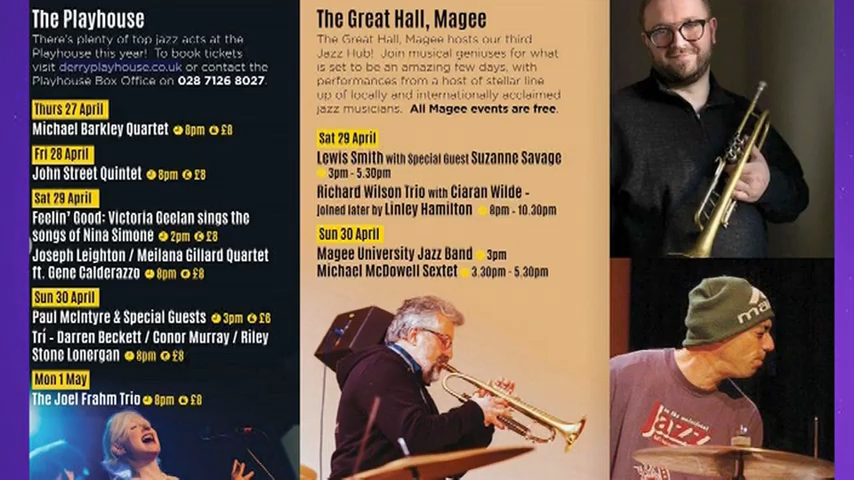 The Playhouse
There's plenty of top jazz acts at the
Playhouse this year! To book tickets
visit derryplayhouse.co.uk or contact the
Playhouse Box Office on 028 7126 8027.
Thurs 27 April
Michael Barkley Quartet 8pm £8
Fri 28 April
John Street Quintet 8pm £8
Sat 29 April
Feelin' Good: Victoria Geelan sings the
songs of Nina Simone 2pm £8
Joseph Leighton / Meilana Gillard Quartet
ft. Gene Calderazzo 8pm £8
Sun 30 April
Paul McIntyre & Special Guests 3pm £6
Trí - Darren Beckett / Conor Murray / Riley
Stone Lonergan 8pm £8
Mon 1 May
The Joel Frahm Trio 8pm £8
The Great Hall, Magee
The Great Hall, Magee hosts our third
Jazz Hub! Join musical geniuses for what
is set to be an amazing few days, with
performances from a host of stellar line
up of locally and internationally acclaimed
jazz musicians. All Magee events are free.
Sat 29 April
Lewis Smith with Special Guest Suzanne Savage
3pm - 5.30pm
Richard Wilson Trio with Ciaran Wilde -
joined later by Linley Hamilton 8pm - 10.30pm
Sun 30 April
Magee University Jazz Band 3pm
Michael McDowell Sextet 3.30pm - 5.30pm
ma
Jazz